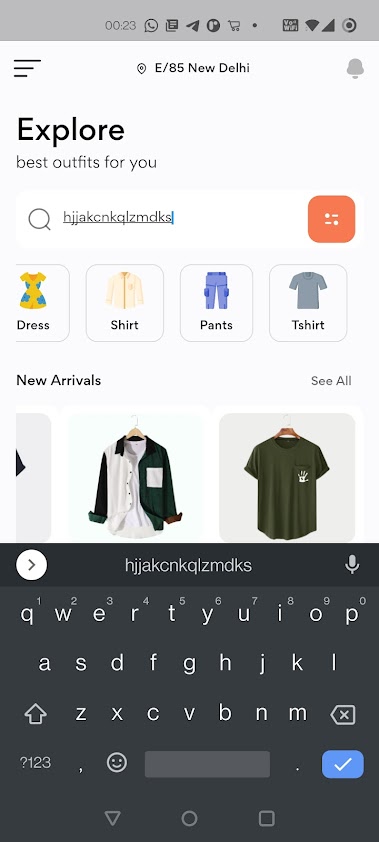 00:23
E/85 New Delhi
Explore
best outfits for you
hjjakcnkqlzmdks
Dress Shirt Pants Tshirt
New Arrivals See All
hjjakcnkqlzmdks
1 2 3 4 5 6 7 8 9 0
q w e r t y u i o p
a s d f g h j k l
z x c v b n m
?123 , .